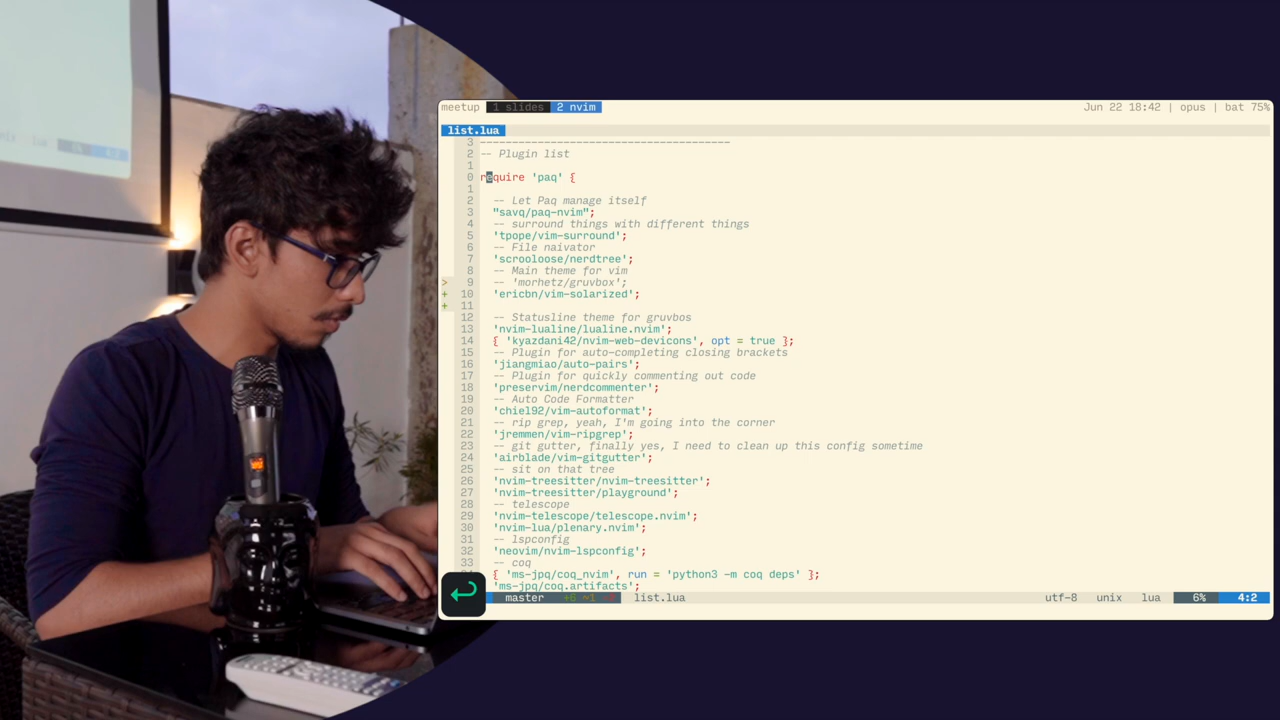 meetup 1 slides 2 nvim Jun 22 18:42 | opus | bat 75%
list.lua
3 ---------------------------------------
2 -- Plugin list
1
0 require 'paq' {
1
2 -- Let Paq manage itself
3 "savq/paq-nvim";
4 -- surround things with different things
5 'tpope/vim-surround';
6 -- File naivator
7 'scrooloose/nerdtree';
8 -- Main theme for vim
> 9 -- 'morhetz/gruvbox';
+ 10 'ericbn/vim-solarized';
+ 11
12 -- Statusline theme for gruvbos
13 'nvim-lualine/lualine.nvim';
14 { 'kyazdani42/nvim-web-devicons', opt = true };
15 -- Plugin for auto-completing closing brackets
16 'jiangmiao/auto-pairs';
17 -- Plugin for quickly commenting out code
18 'preservim/nerdcommenter';
19 -- Auto Code Formatter
20 'chiel92/vim-autoformat';
21 -- rip grep, yeah, I'm going into the corner
22 'jremmen/vim-ripgrep';
23 -- git gutter, finally yes, I need to clean up this config sometime
24 'airblade/vim-gitgutter';
25 -- sit on that tree
26 'nvim-treesitter/nvim-treesitter';
27 'nvim-treesitter/playground';
28 -- telescope
29 'nvim-telescope/telescope.nvim';
30 'nvim-lua/plenary.nvim';
31 -- lspconfig
32 'neovim/nvim-lspconfig';
33 -- coq
{ 'ms-jpq/coq_nvim', run = 'python3 -m coq deps' };
'ms-jpq/coq.artifacts';
master +6 ~1 list.lua utf-8 unix lua 6% 4:2